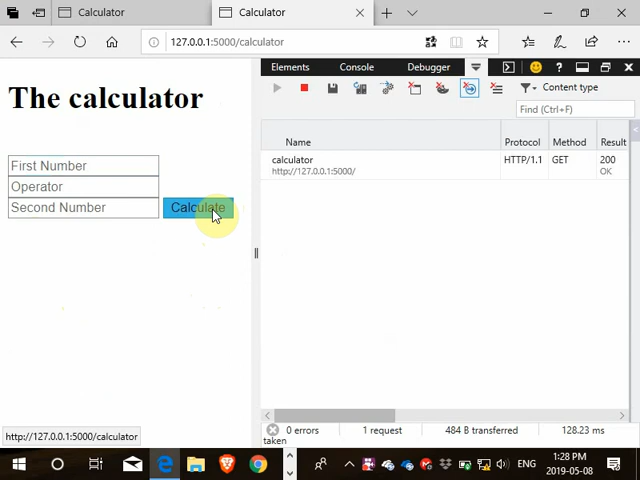 Calculator Calculator
127.0.0.1:5000/calculator
The calculator
First Number
Operator
Second Number Calculate
http://127.0.0.1:5000/calculator
Elements Console Debugger
Content type
Find (Ctrl+F)
Name Protocol Method Result
calculator HTTP/1.1 GET 200
http://127.0.0.1:5000/ OK
0 errors 1 request 484 B transferred 128.23 ms
taken
ENG 1:28 PM
2019-05-08